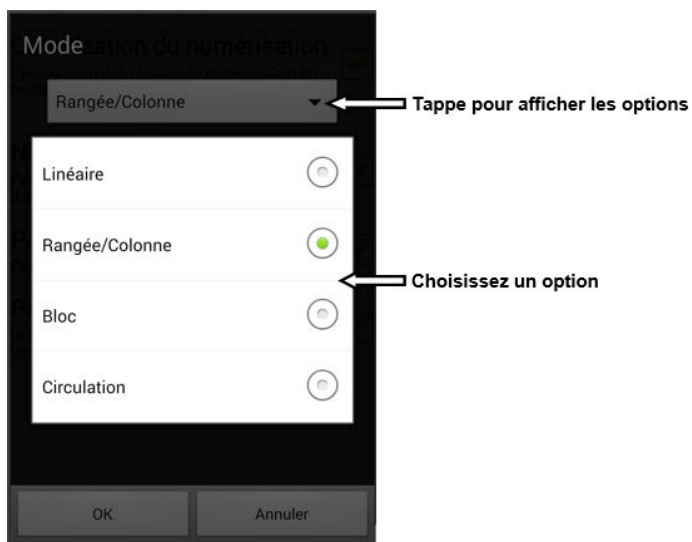 Mode
Rangée/Colonne
Tappe pour afficher les options
Linéaire
Rangée/Colonne
Choisissez un option
Bloc
Circulation
OK
Annuler